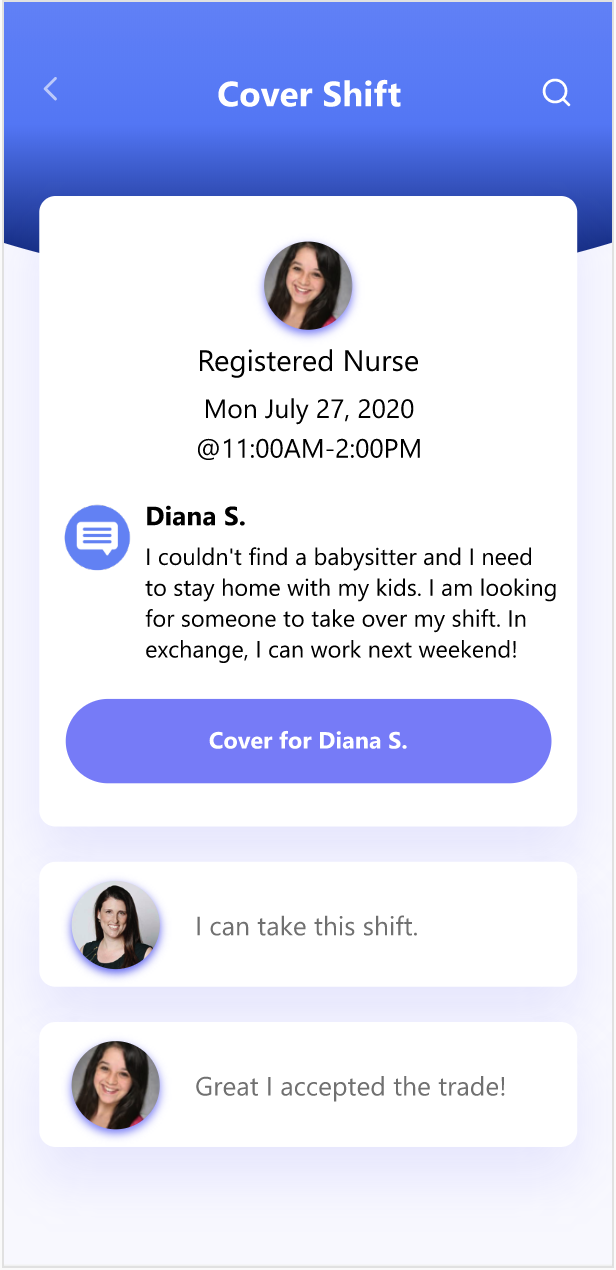 Cover Shift
Registered Nurse
Mon July 27, 2020
@11:00AM-2:00PM
Diana S.
I couldn't find a babysitter and I need
to stay home with my kids. I am looking
for someone to take over my shift. In
exchange, I can work next weekend!
Cover for Diana S.
I can take this shift.
Great I accepted the trade!